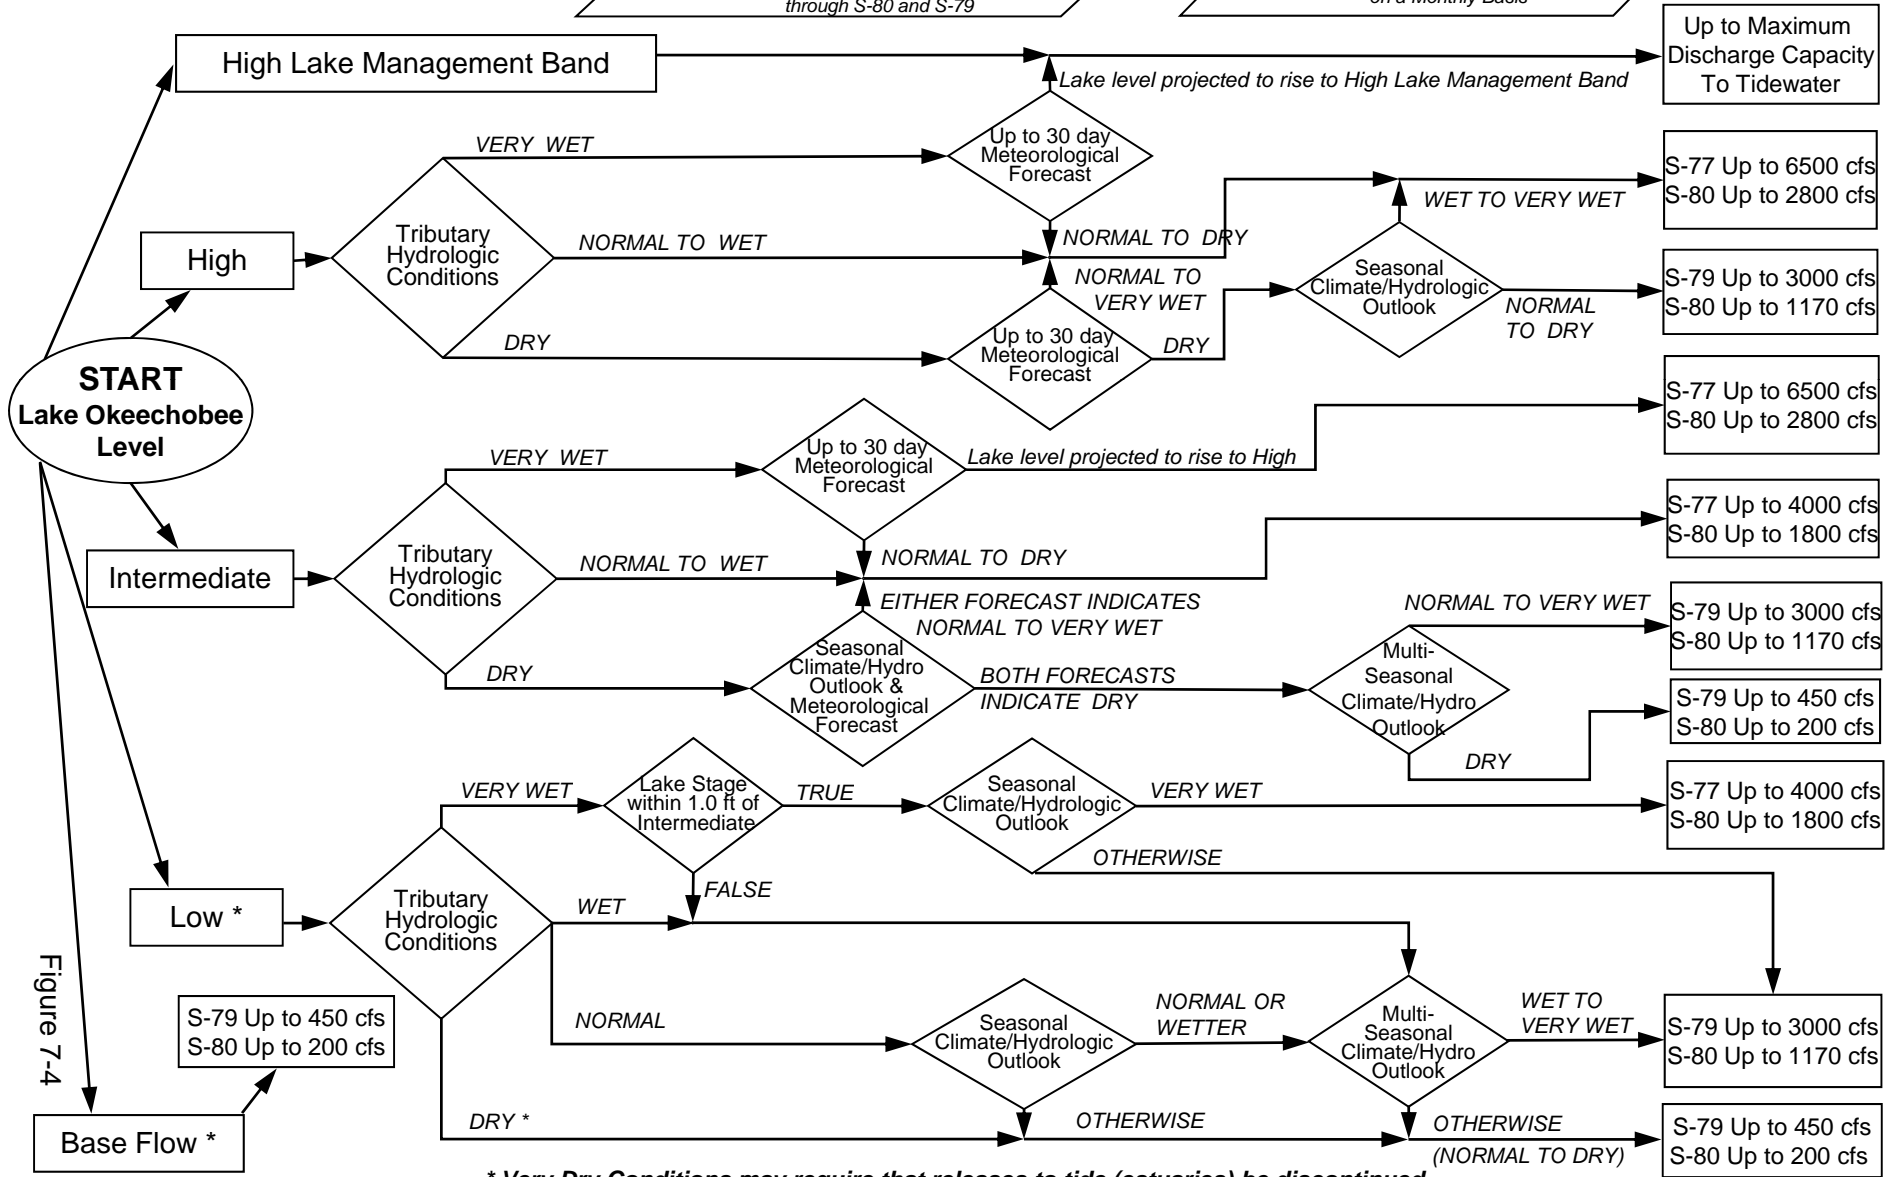 through S-80 and S-79
on a Monthly Basis
High Lake Management Band
Lake level projected to rise to High Lake Management Band
Up to Maximum
Discharge Capacity
To Tidewater
VERY WET
Up to 30 day
Meteorological
Forecast
S-77 Up to 6500 cfs
S-80 Up to 2800 cfs
WET TO VERY WET
High
Tributary
Hydrologic
Conditions
NORMAL TO WET
NORMAL TO DRY
NORMAL TO
VERY WET
Seasonal
Climate/Hydrologic
Outlook
NORMAL
TO DRY
S-79 Up to 3000 cfs
S-80 Up to 1170 cfs
DRY
Up to 30 day
Meteorological
Forecast
DRY
START
Lake Okeechobee
Level
S-77 Up to 6500 cfs
S-80 Up to 2800 cfs
VERY WET
Up to 30 day
Meteorological
Forecast
Lake level projected to rise to High
S-77 Up to 4000 cfs
S-80 Up to 1800 cfs
Intermediate
Tributary
Hydrologic
Conditions
NORMAL TO WET
NORMAL TO DRY
EITHER FORECAST INDICATES
NORMAL TO VERY WET
NORMAL TO VERY WET
S-79 Up to 3000 cfs
S-80 Up to 1170 cfs
DRY
Seasonal
Climate/Hydro
Outlook &
Meteorological
Forecast
BOTH FORECASTS
INDICATE DRY
Multi-
Seasonal
Climate/Hydro
Outlook
DRY
S-79 Up to 450 cfs
S-80 Up to 200 cfs
VERY WET
Lake Stage
within 1.0 ft of
Intermediate
TRUE
Seasonal
Climate/Hydrologic
Outlook
VERY WET
S-77 Up to 4000 cfs
S-80 Up to 1800 cfs
OTHERWISE
FALSE
Low *
Tributary
Hydrologic
Conditions
WET
NORMAL
Seasonal
Climate/Hydrologic
Outlook
NORMAL OR
WETTER
Multi-
Seasonal
Climate/Hydro
Outlook
WET TO
VERY WET
S-79 Up to 3000 cfs
S-80 Up to 1170 cfs
Figure 7-4
S-79 Up to 450 cfs
S-80 Up to 200 cfs
Base Flow *
DRY *
OTHERWISE
OTHERWISE
(NORMAL TO DRY)
S-79 Up to 450 cfs
S-80 Up to 200 cfs
* Very Dry Conditions may require that releases to tide (estuaries) be discontinued